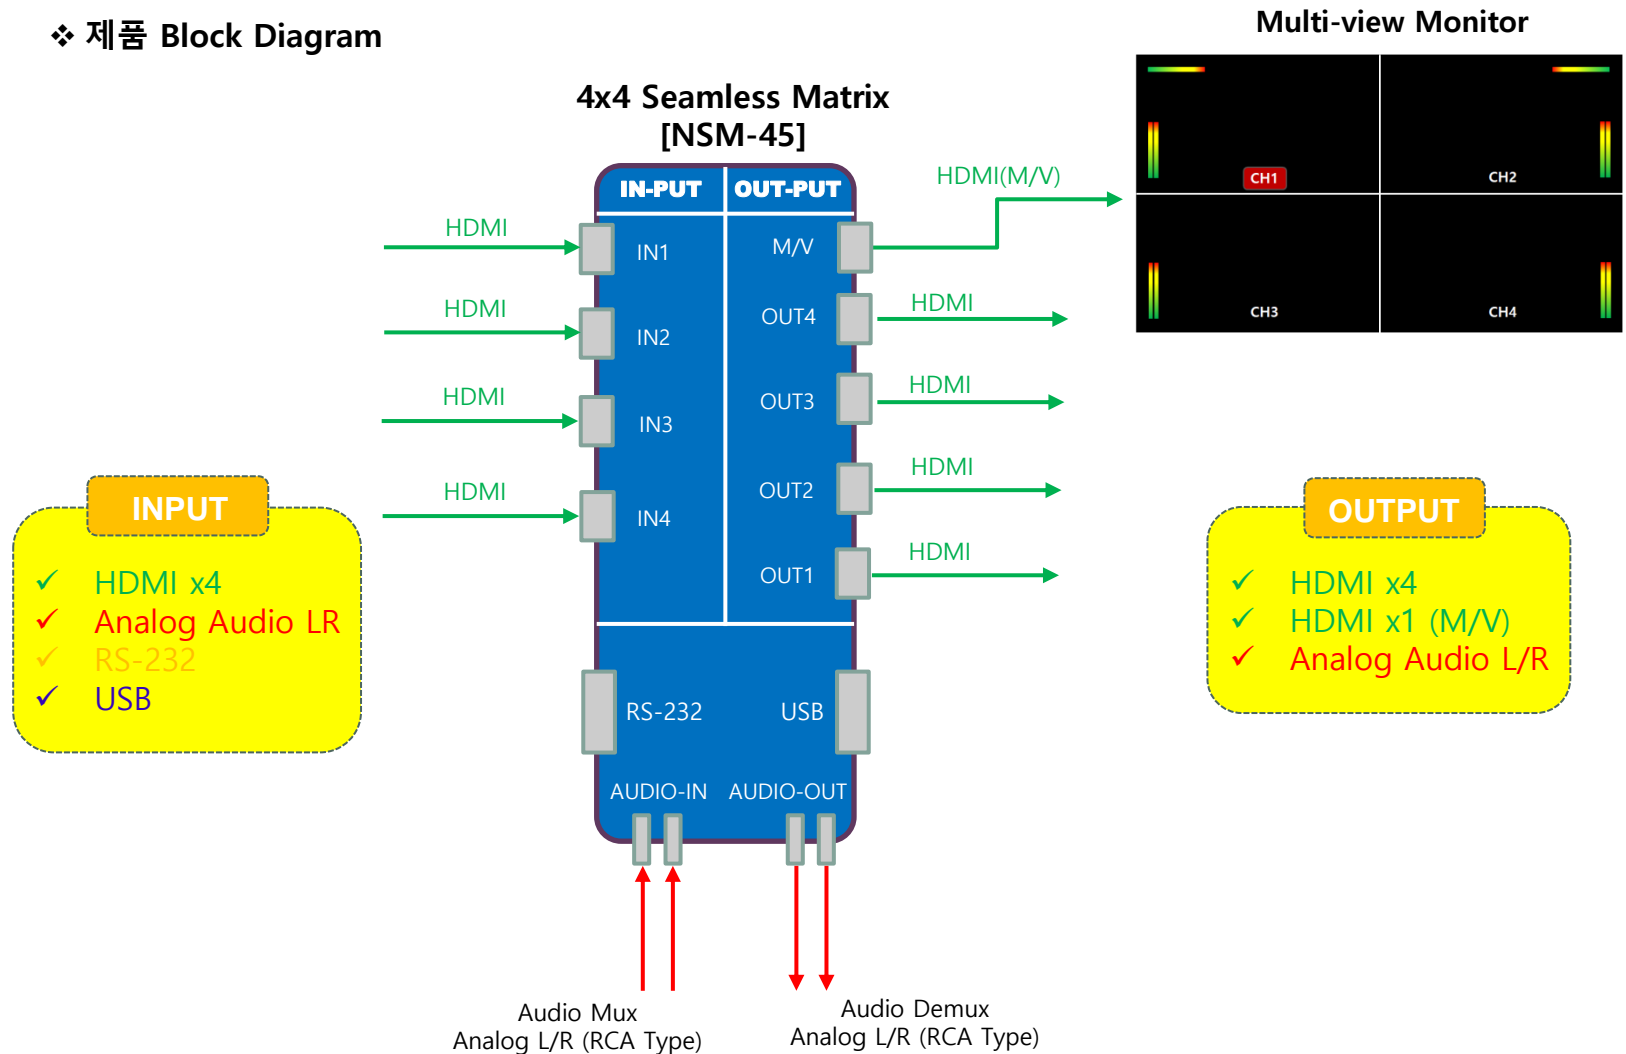 ❖ 제품 Block Diagram
Multi-view Monitor
CH1
CH2
CH3
CH4
4x4 Seamless Matrix
[NSM-45]
IN-PUT
OUT-PUT
HDMI
HDMI
HDMI
HDMI
IN1
IN2
IN3
IN4
M/V
OUT4
OUT3
OUT2
OUT1
HDMI(M/V)
HDMI
HDMI
HDMI
HDMI
RS-232
USB
AUDIO-IN
AUDIO-OUT
Audio Mux
Analog L/R (RCA Type)
Audio Demux
Analog L/R (RCA Type)
INPUT
✓ HDMI x4
✓ Analog Audio LR
✓ RS-232
✓ USB
OUTPUT
✓ HDMI x4
✓ HDMI x1 (M/V)
✓ Analog Audio L/R